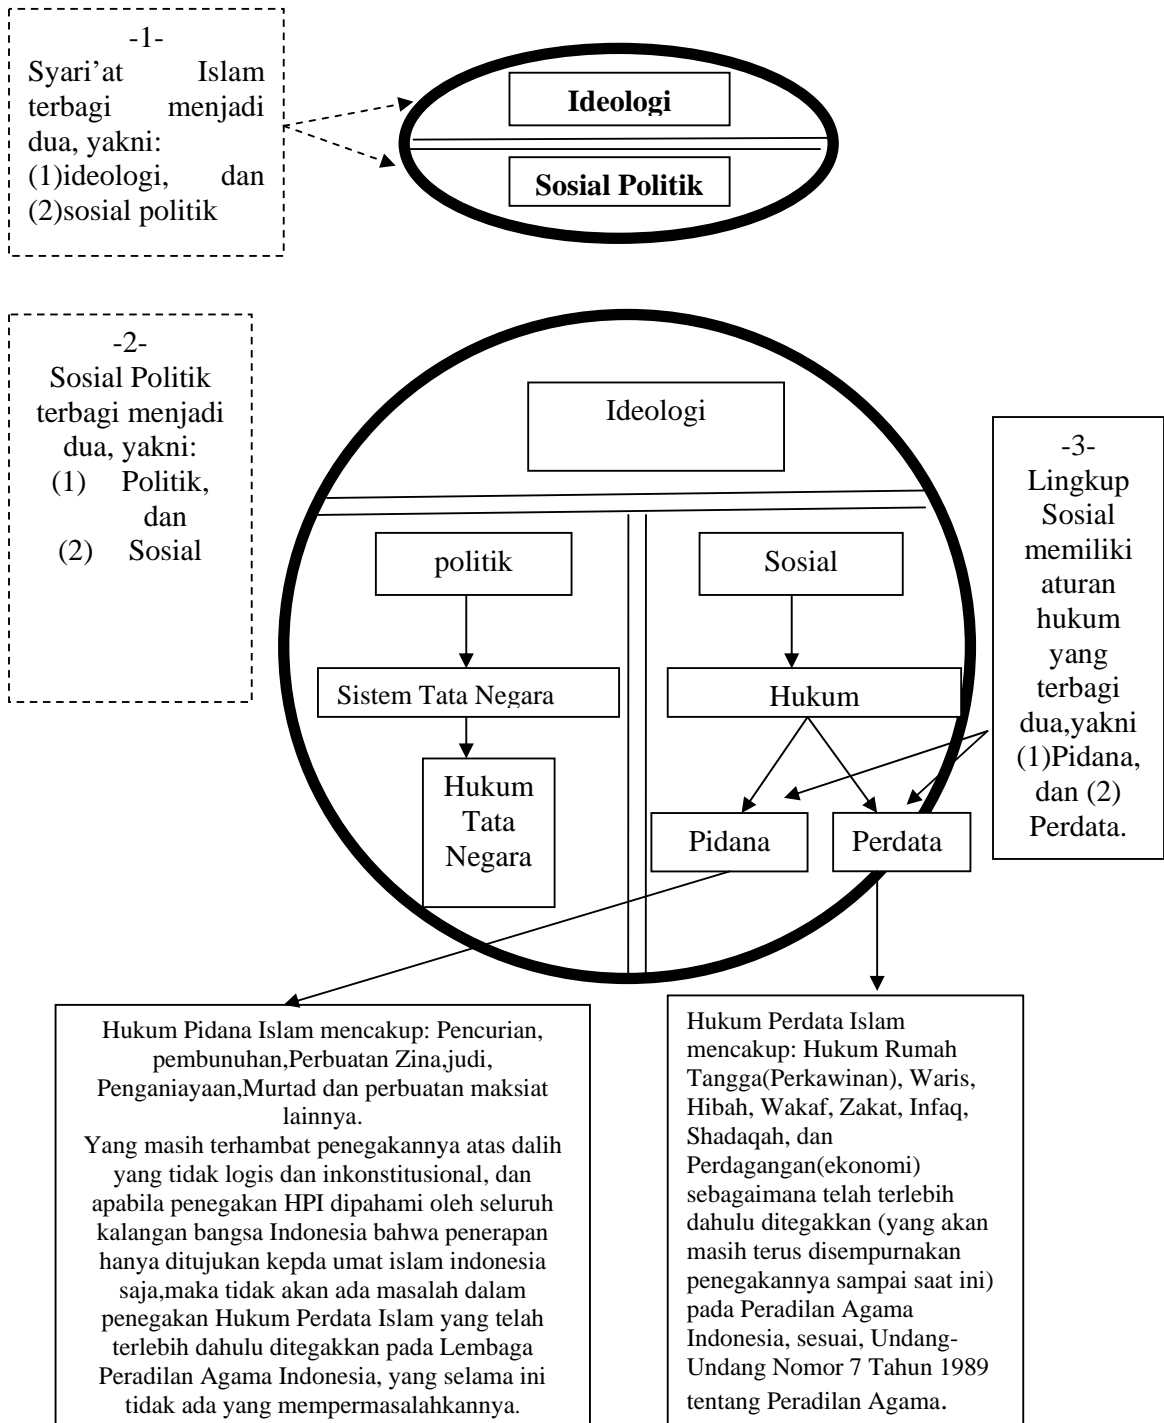 -1-
Syari’at Islam
terbagi menjadi
dua, yakni:
(1)ideologi, dan
(2)sosial politik
Ideologi
Sosial Politik
-2-
Sosial Politik
terbagi menjadi
dua, yakni:
(1) Politik,
dan
(2) Sosial
Ideologi
politik
Sosial
Sistem Tata Negara
Hukum
Hukum
Tata
Negara
Pidana
Perdata
-3-
Lingkup
Sosial
memiliki
aturan
hukum
yang
terbagi
dua,yakni
(1)Pidana,
dan (2)
Perdata.
Hukum Pidana Islam mencakup: Pencurian,
pembunuhan,Perbuatan Zina,judi,
Penganiayaan,Murtad dan perbuatan maksiat
lainnya.
Yang masih terhambat penegakannya atas dalih
yang tidak logis dan inkonstitusional, dan
apabila penegakan HPI dipahami oleh seluruh
kalangan bangsa Indonesia bahwa penerapan
hanya ditujukan kepda umat islam indonesia
saja,maka tidak akan ada masalah dalam
penegakan Hukum Perdata Islam yang telah
terlebih dahulu ditegakkan pada Lembaga
Peradilan Agama Indonesia, yang selama ini
tidak ada yang mempermasalahkannya.
Hukum Perdata Islam
mencakup: Hukum Rumah
Tangga(Perkawinan), Waris,
Hibah, Wakaf, Zakat, Infaq,
Shadaqah, dan
Perdagangan(ekonomi)
sebagaimana telah terlebih
dahulu ditegakkan (yang akan
masih terus disempurnakan
penegakannya sampai saat ini)
pada Peradilan Agama
Indonesia, sesuai, Undang-
Undang Nomor 7 Tahun 1989
tentang Peradilan Agama.